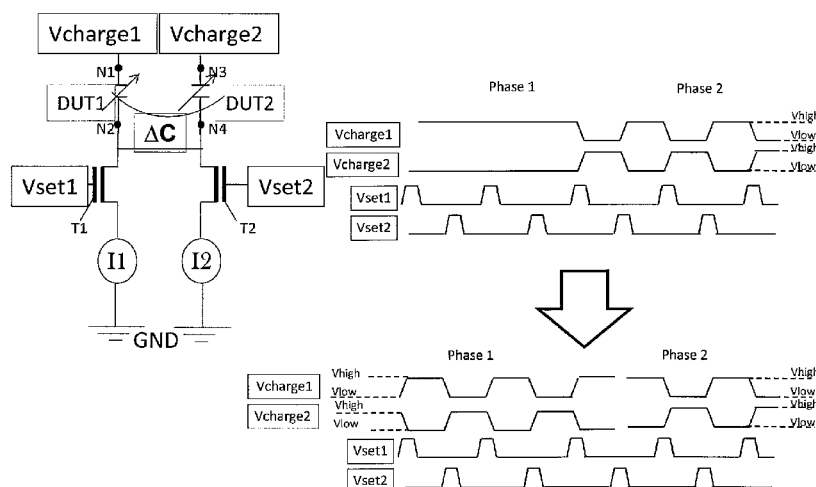 Vcharge1 Vcharge2
N1 N3
DUT1 DUT2
N2 N4
ΔC
Vset1 Vset2
T1 T2
I1 I2
GND
Phase 1 Phase 2
Vcharge1 Vhigh
Vlow
Vcharge2 Vhigh
Vlow
Vset1
Vset2
Phase 1 Phase 2
Vhigh Vhigh
Vcharge1
Vlow Vlow
Vhigh Vhigh
Vcharge2
Vlow Vlow
Vset1
Vset2